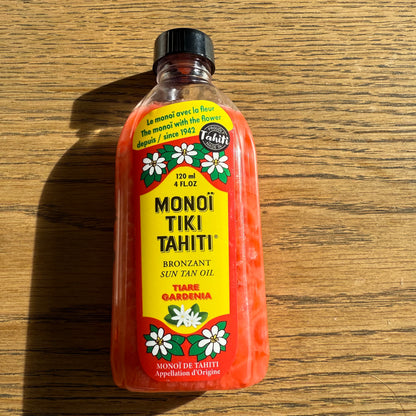 Le monoï avec la fleur
The monoï with the flower
depuis / since 1942
Tahiti
120 ml
4 FL.OZ
MONOÏ
TIKI
TAHITI®
BRONZANT
SUN TAN OIL
TIARE
GARDENIA
MONOÏ DE TAHITI
Appellation d'Origine